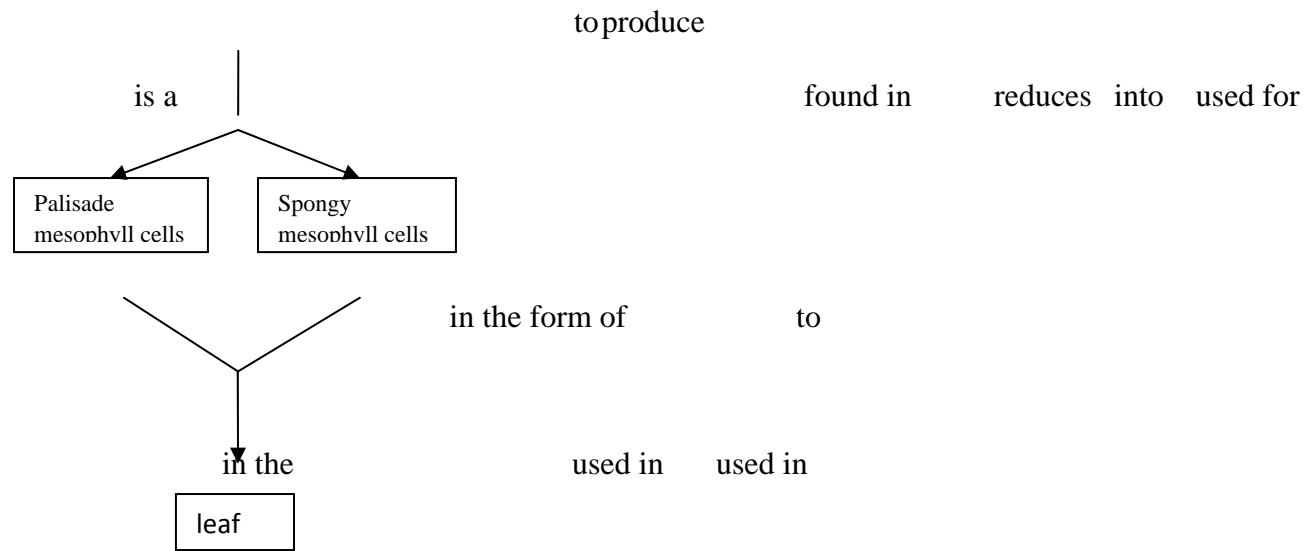 to produce
is a found in reduces into used for
Palisade
mesophyll cells
Spongy
mesophyll cells
in the form of to
in the used in used in
leaf